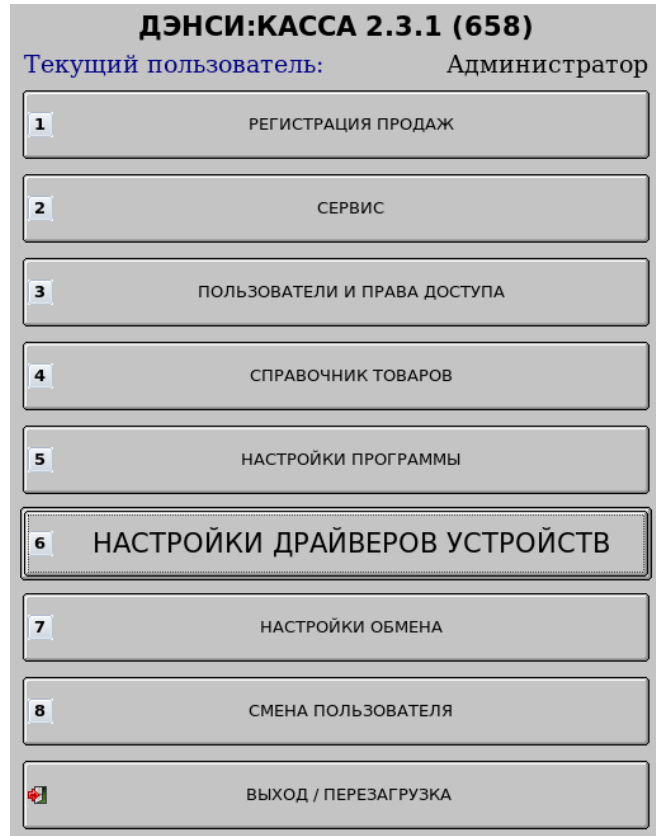 ДЭНСИ:КАССА 2.3.1 (658)
Текущий пользователь: Администратор
1 РЕГИСТРАЦИЯ ПРОДАЖ
2 СЕРВИС
3 ПОЛЬЗОВАТЕЛИ И ПРАВА ДОСТУПА
4 СПРАВОЧНИК ТОВАРОВ
5 НАСТРОЙКИ ПРОГРАММЫ
6 НАСТРОЙКИ ДРАЙВЕРОВ УСТРОЙСТВ
7 НАСТРОЙКИ ОБМЕНА
8 СМЕНА ПОЛЬЗОВАТЕЛЯ
ВЫХОД / ПЕРЕЗАГРУЗКА